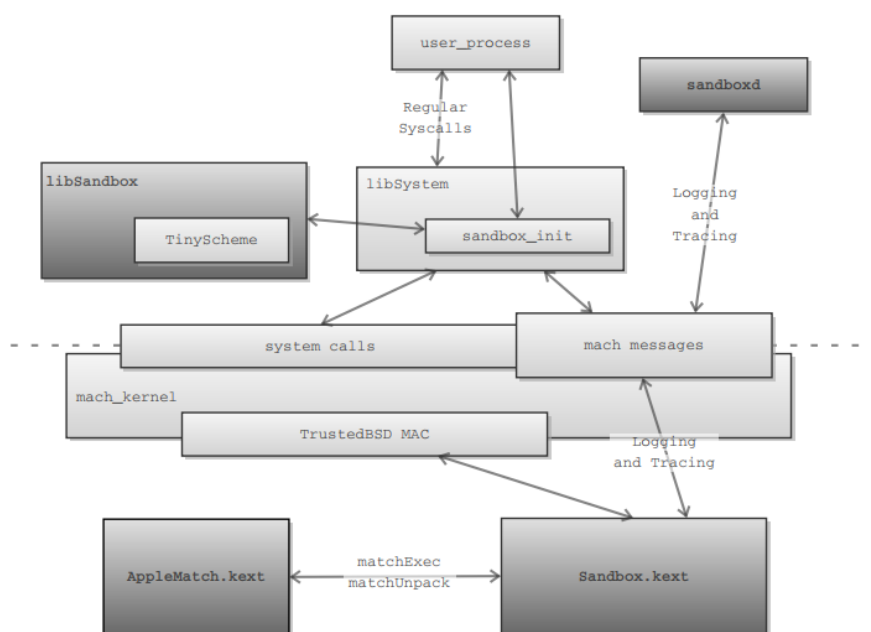 user_process
sandboxd
Regular
Syscalls
libSandbox
libSystem
TinyScheme
sandbox_init
Logging
and
Tracing
system calls
mach messages
mach_kernel
TrustedBSD MAC
Logging
and Tracing
AppleMatch.kext
matchExec
matchUnpack
Sandbox.kext